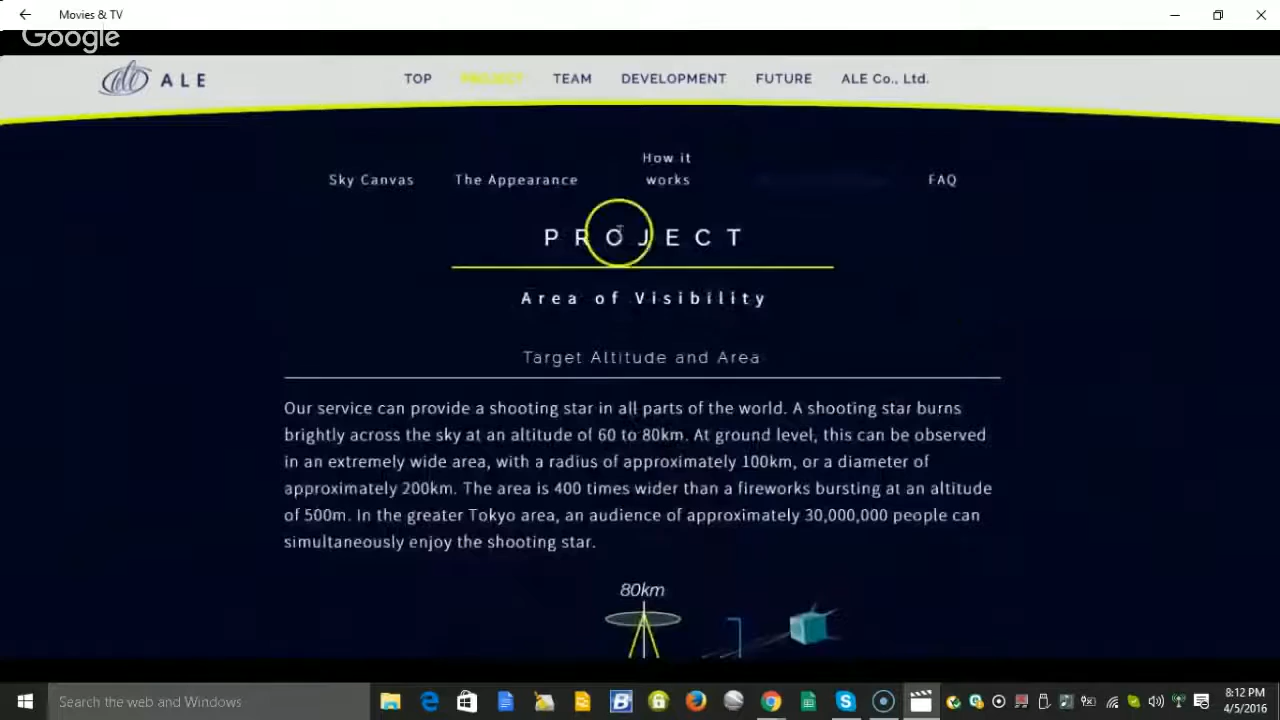 Movies & TV
Google
ALE
TOP PROJECT TEAM DEVELOPMENT FUTURE ALE Co., Ltd.
Sky Canvas The Appearance How it works FAQ
PROJECT
Area of Visibility
Target Altitude and Area
Our service can provide a shooting star in all parts of the world. A shooting star burns
brightly across the sky at an altitude of 60 to 80km. At ground level, this can be observed
in an extremely wide area, with a radius of approximately 100km, or a diameter of
approximately 200km. The area is 400 times wider than a fireworks bursting at an altitude
of 500m. In the greater Tokyo area, an audience of approximately 30,000,000 people can
simultaneously enjoy the shooting star.
80km
Search the web and Windows
8:12 PM
4/5/2016